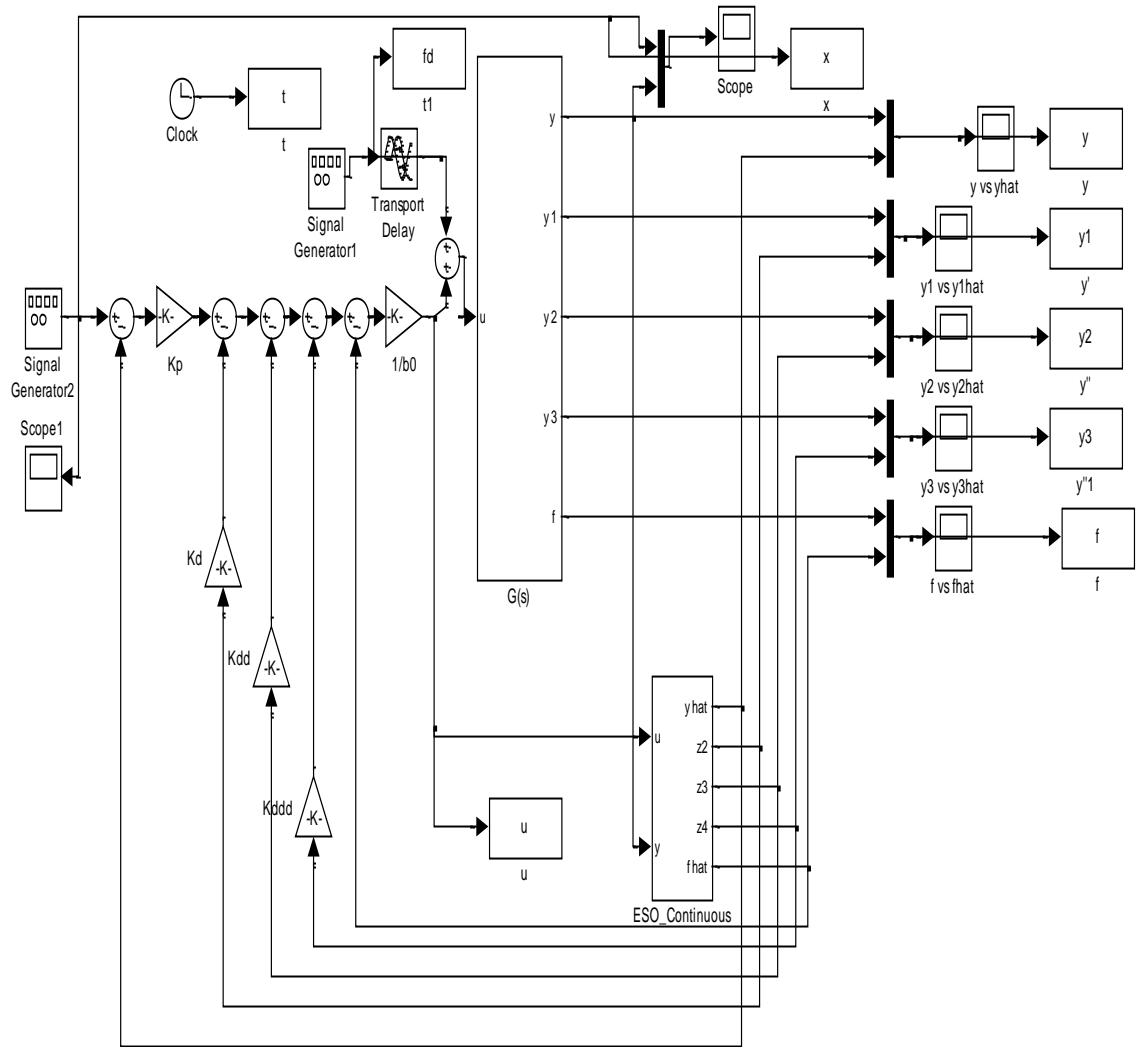 fd
t1
Scope
x
x
t
Clock
t
y
y
y vs yhat
y
Signal
Generator1
Transport
Delay
y1
y1
y1 vs y1hat
y'
+
+
Signal
Generator2
+
-
-K-
Kp
+
-
+
-
+
-
+
-
-K-
1/b0
u
y2
y2
y2 vs y2hat
y"
Scope1
y3
y3
y3 vs y3hat
y"1
f
f
f vs fhat
f
G(s)
Kd
-K-
Kdd
-K-
Kddd
-K-
u
u
u
y
yhat
z2
z3
z4
fhat
ESO_Continuous